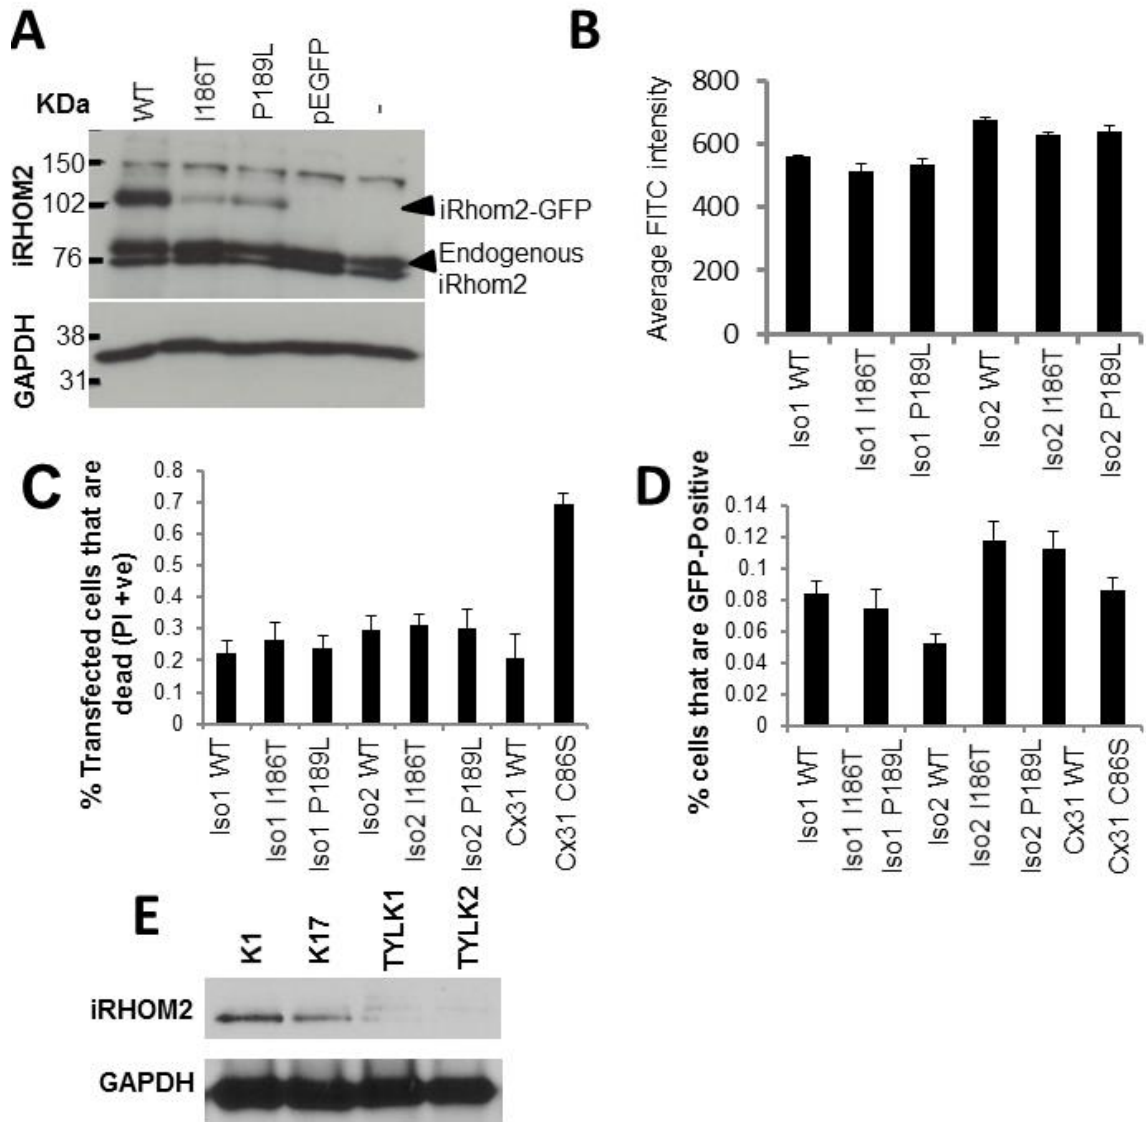 A
KDa
WT
I186T
P189L
pEGFP
-
iRHOM2
150
102
76
iRhom2-GFP
Endogenous
iRhom2
GAPDH
38
31
B
Average FITC intensity
800
600
400
200
0
Iso1 WT
Iso1 I186T
Iso1 P189L
Iso2 WT
Iso2 I186T
Iso2 P189L
C
% Transfected cells that are
dead (PI +ve)
0.8
0.7
0.6
0.5
0.4
0.3
0.2
0.1
0
Iso1 WT
Iso1 I186T
Iso1 P189L
Iso2 WT
Iso2 I186T
Iso2 P189L
Cx31 WT
Cx31 C86S
D
% cells that are GFP-Positive
0.14
0.12
0.1
0.08
0.06
0.04
0.02
0
Iso1 WT
Iso1 I186T
Iso1 P189L
Iso2 WT
Iso2 I186T
Iso2 P189L
Cx31 WT
Cx31 C86S
E
K1
K17
TYLK1
TYLK2
iRHOM2
GAPDH